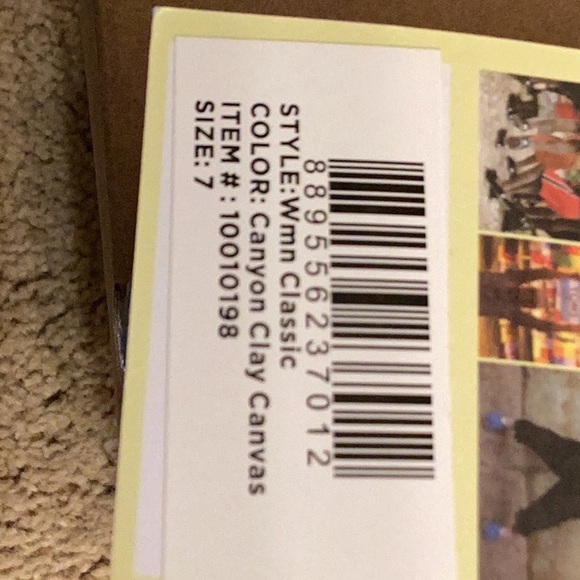 889556237012
STYLE:Wmn Classic
COLOR: Canyon Clay Canvas
ITEM # : 10010198
SIZE: 7